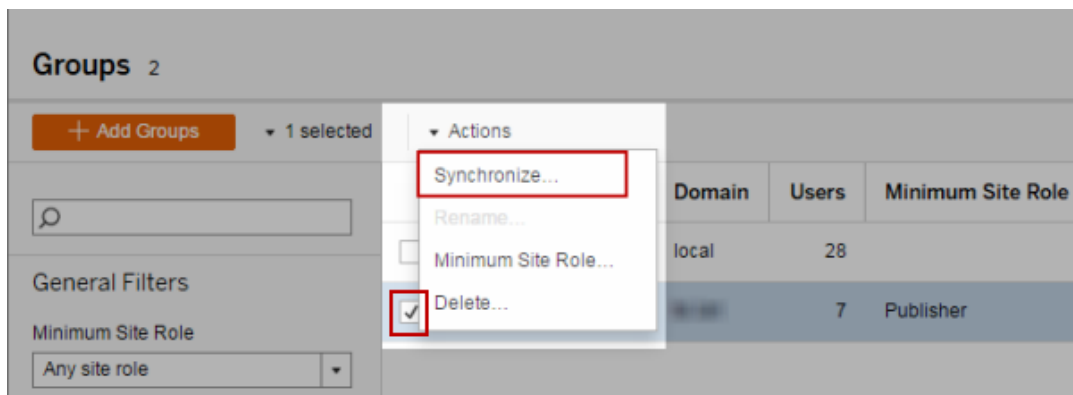 Groups 2
+ Add Groups
1 selected
Actions
Synchronize...
Rename...
Minimum Site Role...
Delete...
Domain Users Minimum Site Role
local 28
7 Publisher
General Filters
Minimum Site Role
Any site role